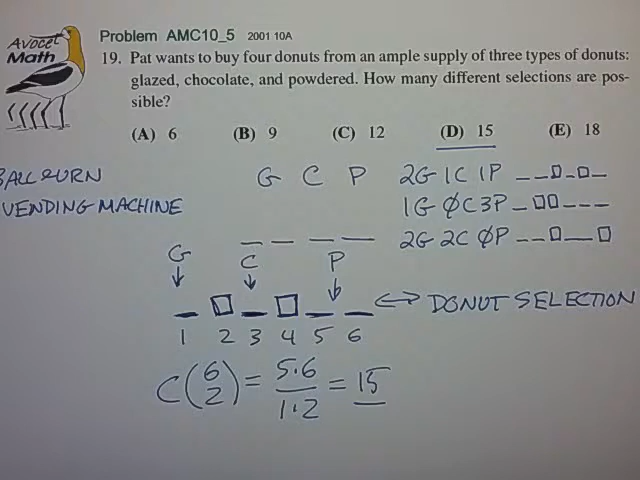 Avocet
Math
Problem AMC10_5 2001 10A
19. Pat wants to buy four donuts from an ample supply of three types of donuts:
glazed, chocolate, and powdered. How many different selections are pos-
sible?
(A) 6 (B) 9 (C) 12 (D) 15 (E) 18
BALL & URN G C P 2G 1C 1P _ _ □ _ □ _
VENDING MACHINE 1G 0C 3P _ □ □ _ _ _
2G 2C 0P _ _ □ _ _ □
G C P
_ □ _ □ _ _ ↔ DONUT SELECTION
1 2 3 4 5 6
C(6 2) = 5·6 / 1·2 = 15